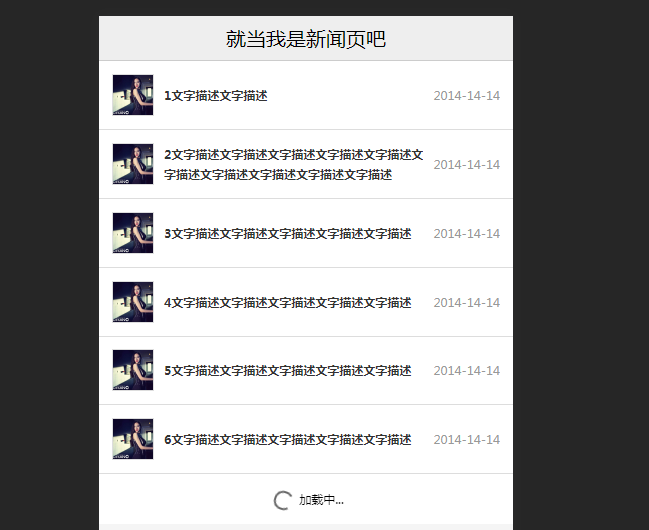 就当我是新闻页吧
1文字描述文字描述
2014-14-14
2文字描述文字描述文字描述文字描述文字描述文
字描述文字描述文字描述文字描述文字描述
2014-14-14
3文字描述文字描述文字描述文字描述文字描述
2014-14-14
4文字描述文字描述文字描述文字描述文字描述
2014-14-14
5文字描述文字描述文字描述文字描述文字描述
2014-14-14
6文字描述文字描述文字描述文字描述文字描述
2014-14-14
加载中...